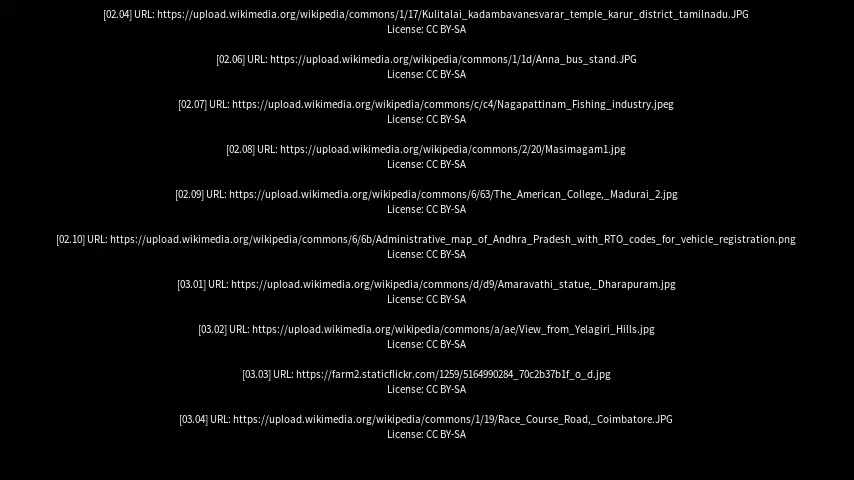 [02.04] URL: https://upload.wikimedia.org/wikipedia/commons/1/17/Kulitalai_kadambavanesvarar_temple_karur_district_tamilnadu.JPG
License: CC BY-SA
[02.06] URL: https://upload.wikimedia.org/wikipedia/commons/1/1d/Anna_bus_stand.JPG
License: CC BY-SA
[02.07] URL: https://upload.wikimedia.org/wikipedia/commons/c/c4/Nagapattinam_Fishing_industry.jpeg
License: CC BY-SA
[02.08] URL: https://upload.wikimedia.org/wikipedia/commons/2/20/Masimagam1.jpg
License: CC BY-SA
[02.09] URL: https://upload.wikimedia.org/wikipedia/commons/6/63/The_American_College,_Madurai_2.jpg
License: CC BY-SA
[02.10] URL: https://upload.wikimedia.org/wikipedia/commons/6/6b/Administrative_map_of_Andhra_Pradesh_with_RTO_codes_for_vehicle_registration.png
License: CC BY-SA
[03.01] URL: https://upload.wikimedia.org/wikipedia/commons/d/d9/Amaravathi_statue,_Dharapuram.jpg
License: CC BY-SA
[03.02] URL: https://upload.wikimedia.org/wikipedia/commons/a/ae/View_from_Yelagiri_Hills.jpg
License: CC BY-SA
[03.03] URL: https://farm2.staticflickr.com/1259/5164990284_70c2b37b1f_o_d.jpg
License: CC BY-SA
[03.04] URL: https://upload.wikimedia.org/wikipedia/commons/1/19/Race_Course_Road,_Coimbatore.JPG
License: CC BY-SA